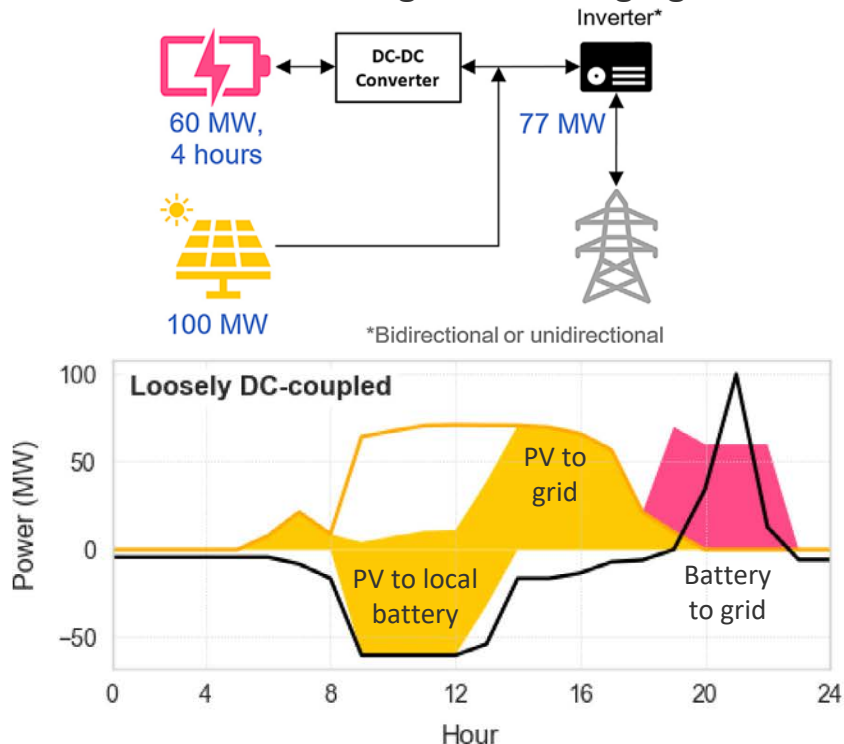 Inverter*
DC-DC
Converter
60 MW,
4 hours
77 MW
100 MW
*Bidirectional or unidirectional
Loosely DC-coupled
Power (MW)
100
50
0
−50
PV to
grid
PV to local
battery
Battery
to grid
0 4 8 12 16 20 24
Hour